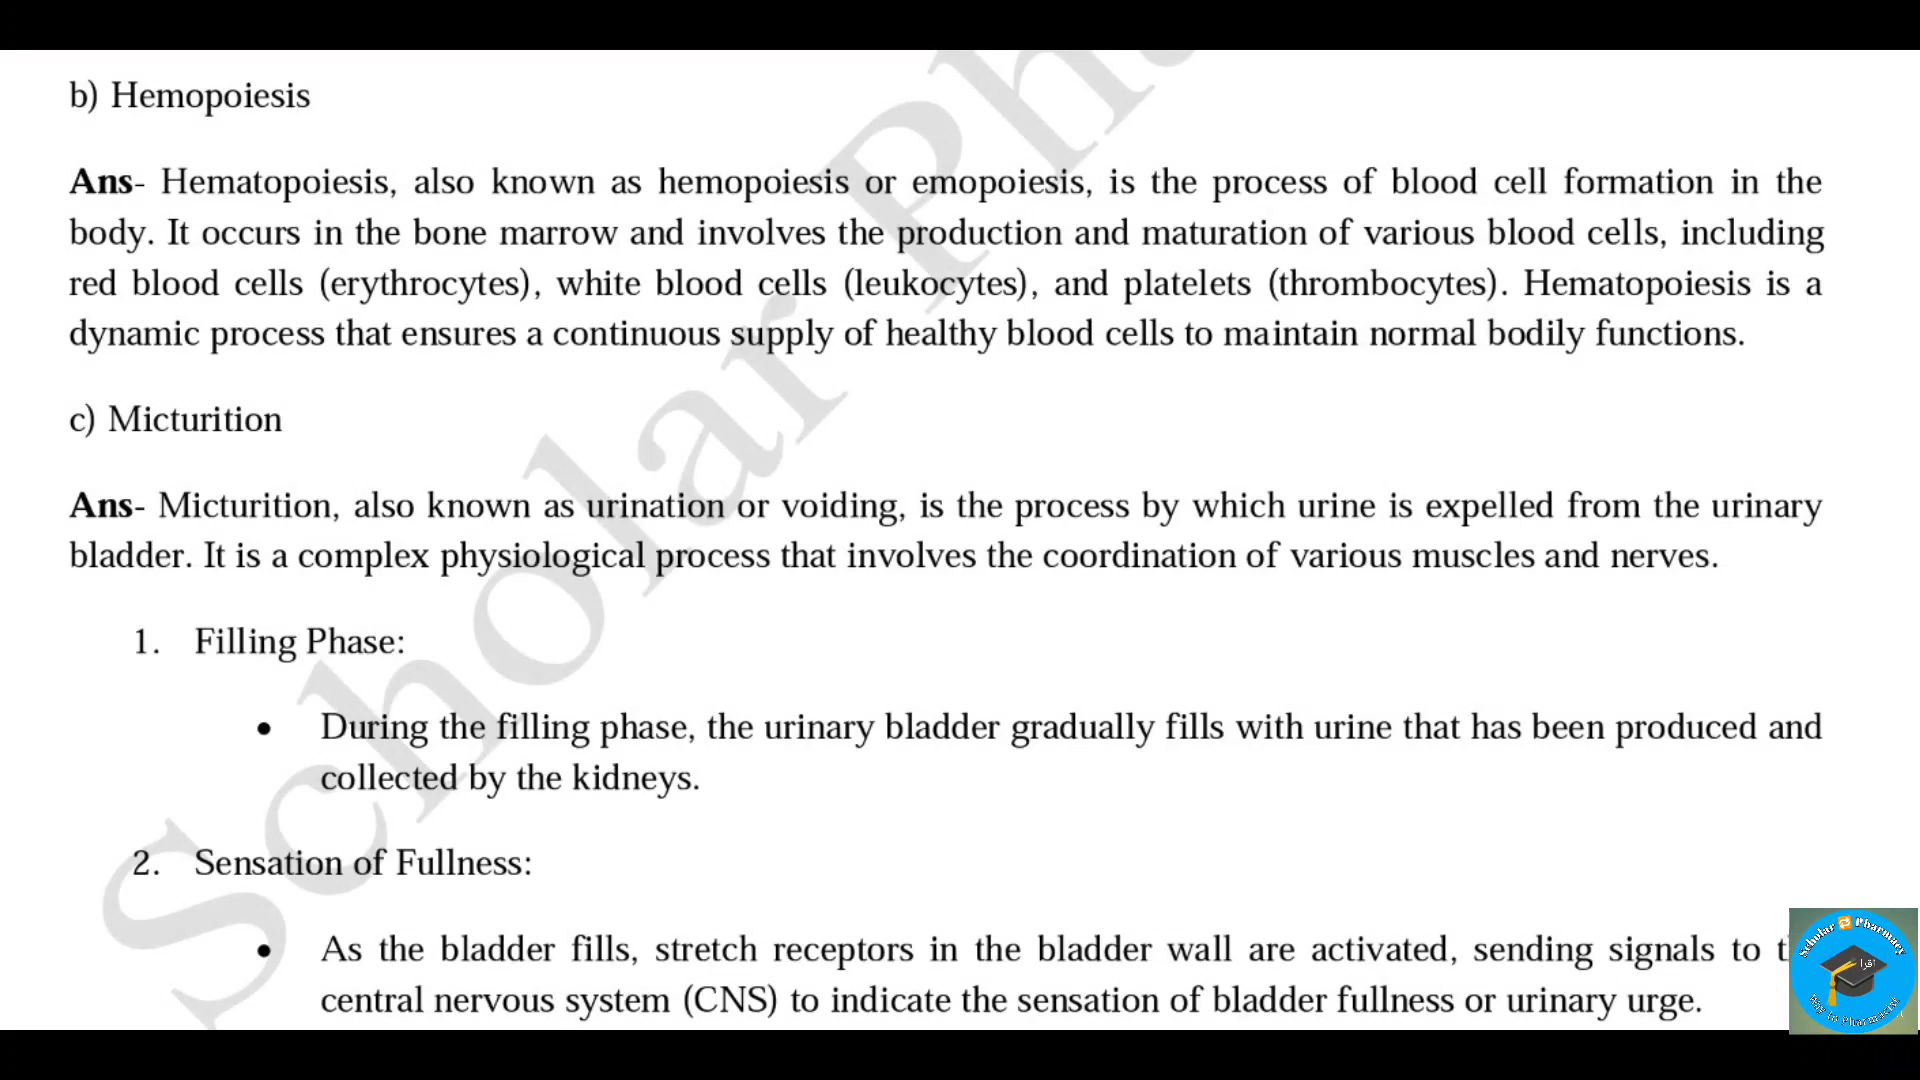 b) Hemopoiesis
Ans- Hematopoiesis, also known as hemopoiesis or emopoiesis, is the process of blood cell formation in the
body. It occurs in the bone marrow and involves the production and maturation of various blood cells, including
red blood cells (erythrocytes), white blood cells (leukocytes), and platelets (thrombocytes). Hematopoiesis is a
dynamic process that ensures a continuous supply of healthy blood cells to maintain normal bodily functions.
c) Micturition
Ans- Micturition, also known as urination or voiding, is the process by which urine is expelled from the urinary
bladder. It is a complex physiological process that involves the coordination of various muscles and nerves.
1. Filling Phase:
• During the filling phase, the urinary bladder gradually fills with urine that has been produced and
collected by the kidneys.
2. Sensation of Fullness:
• As the bladder fills, stretch receptors in the bladder wall are activated, sending signals to
central nervous system (CNS) to indicate the sensation of bladder fullness or urinary urge.
Scholar Pha
Scholar Pharmacy
اقرا
Way to Pharmacist